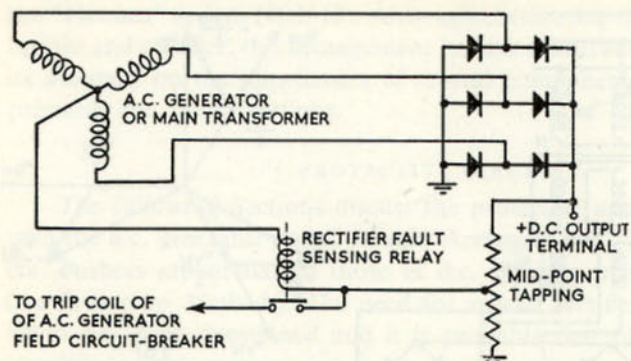 A.C. GENERATOR
OR MAIN TRANSFORMER
RECTIFIER FAULT
SENSING RELAY
+D.C. OUTPUT
TERMINAL
MID-POINT
TAPPING
TO TRIP COIL OF
OF A.C. GENERATOR
FIELD CIRCUIT-BREAKER